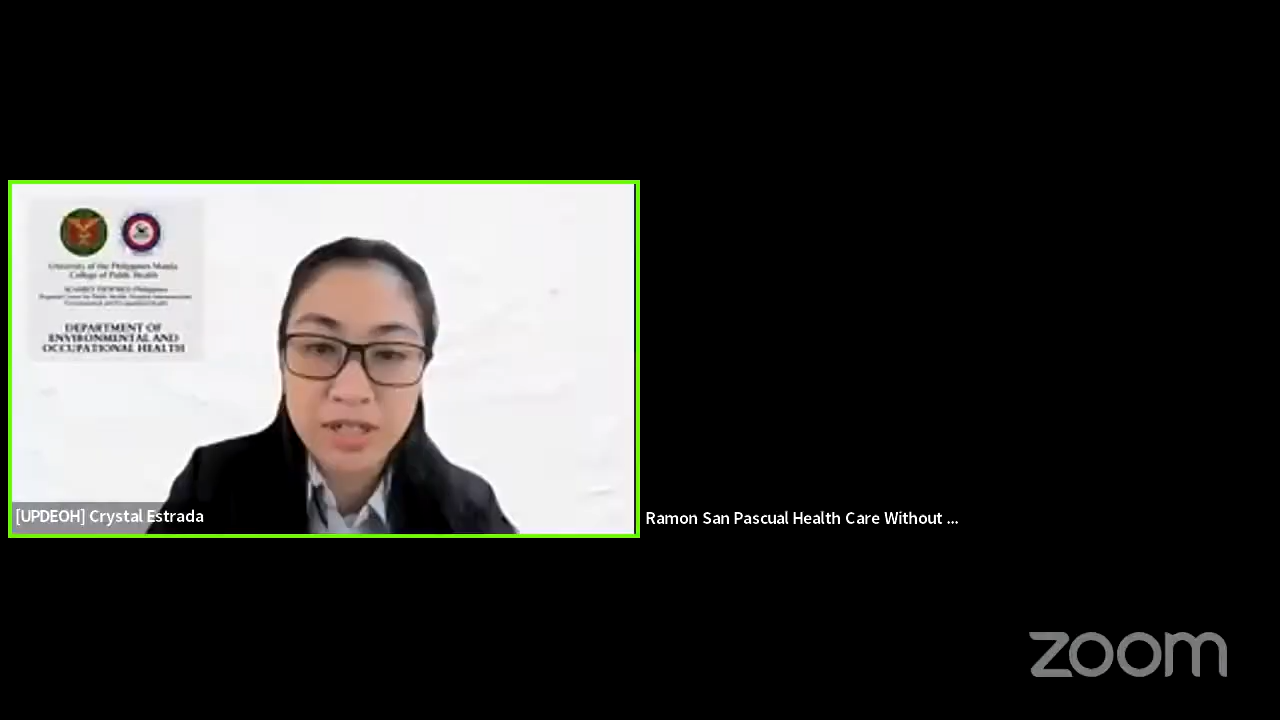 University of the Philippines Manila
College of Public Health
DEPARTMENT OF
ENVIRONMENTAL AND
OCCUPATIONAL HEALTH
[UPDEOH] Crystal Estrada
Ramon San Pascual Health Care Without ...
zoom